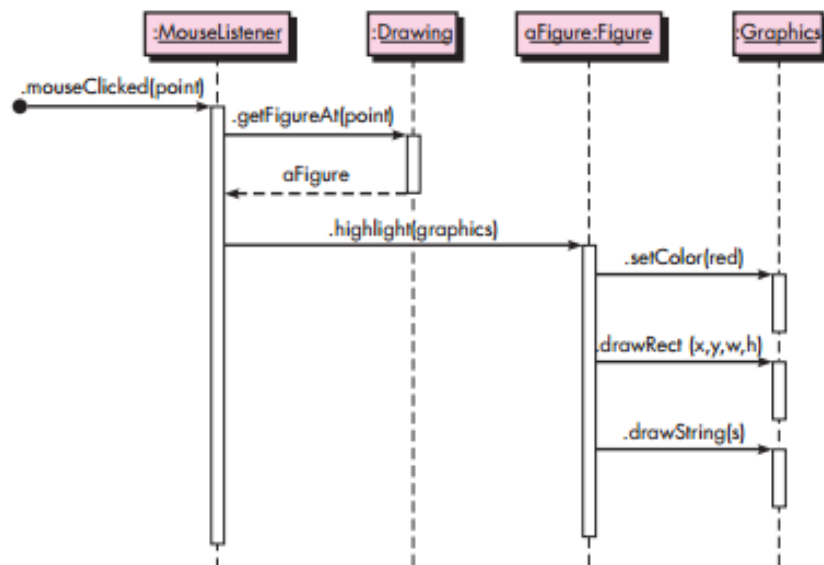 :MouseListener
:Drawing
aFigure:Figure
:Graphics
.mouseClicked(point)
.getFigureAt(point)
aFigure
.highlight(graphics)
.setColor(red)
.drawRect (x,y,w,h)
.drawString(s)